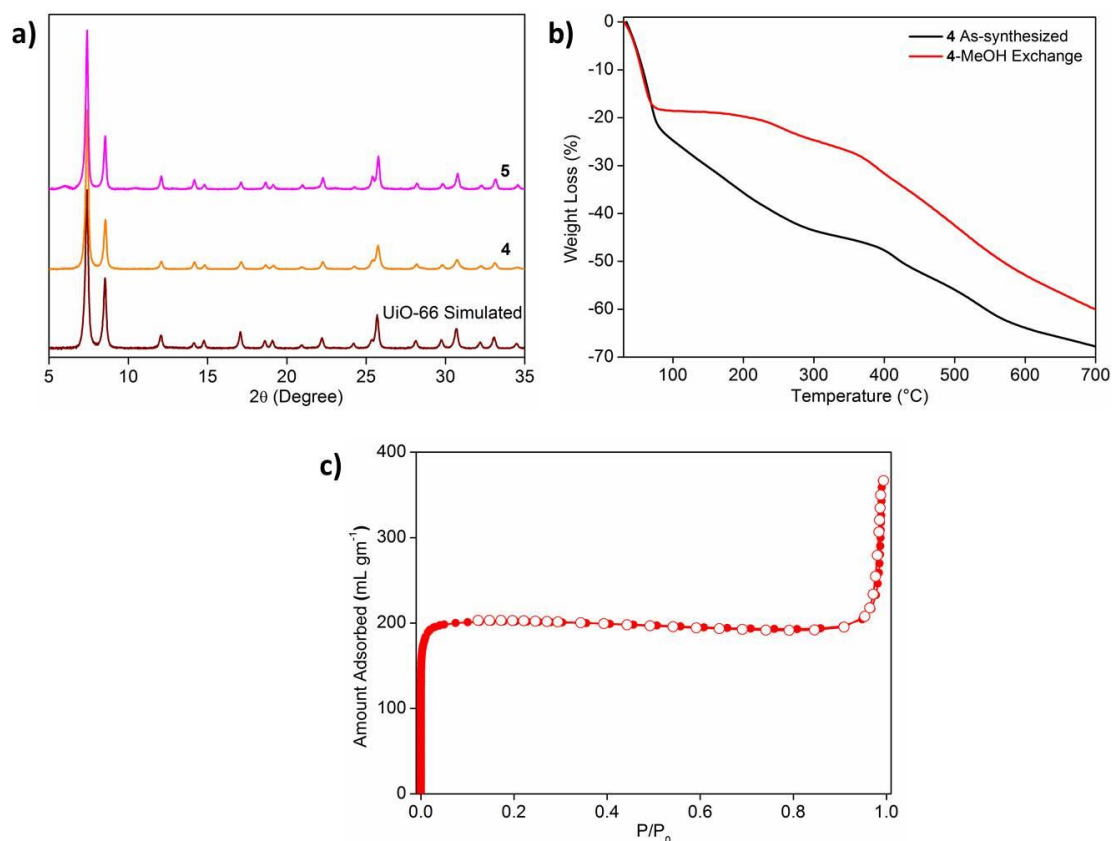 a)
5
4
UiO-66 Simulated
5 10 15 20 25 30 35
2θ (Degree)
b)
4 As-synthesized
4-MeOH Exchange
0
-10
-20
-30
-40
-50
-60
-70
Weight Loss (%)
100 200 300 400 500 600 700
Temperature (°C)
c)
400
300
200
100
0
Amount Adsorbed (mL gm⁻¹)
0.0 0.2 0.4 0.6 0.8 1.0
P/P₀